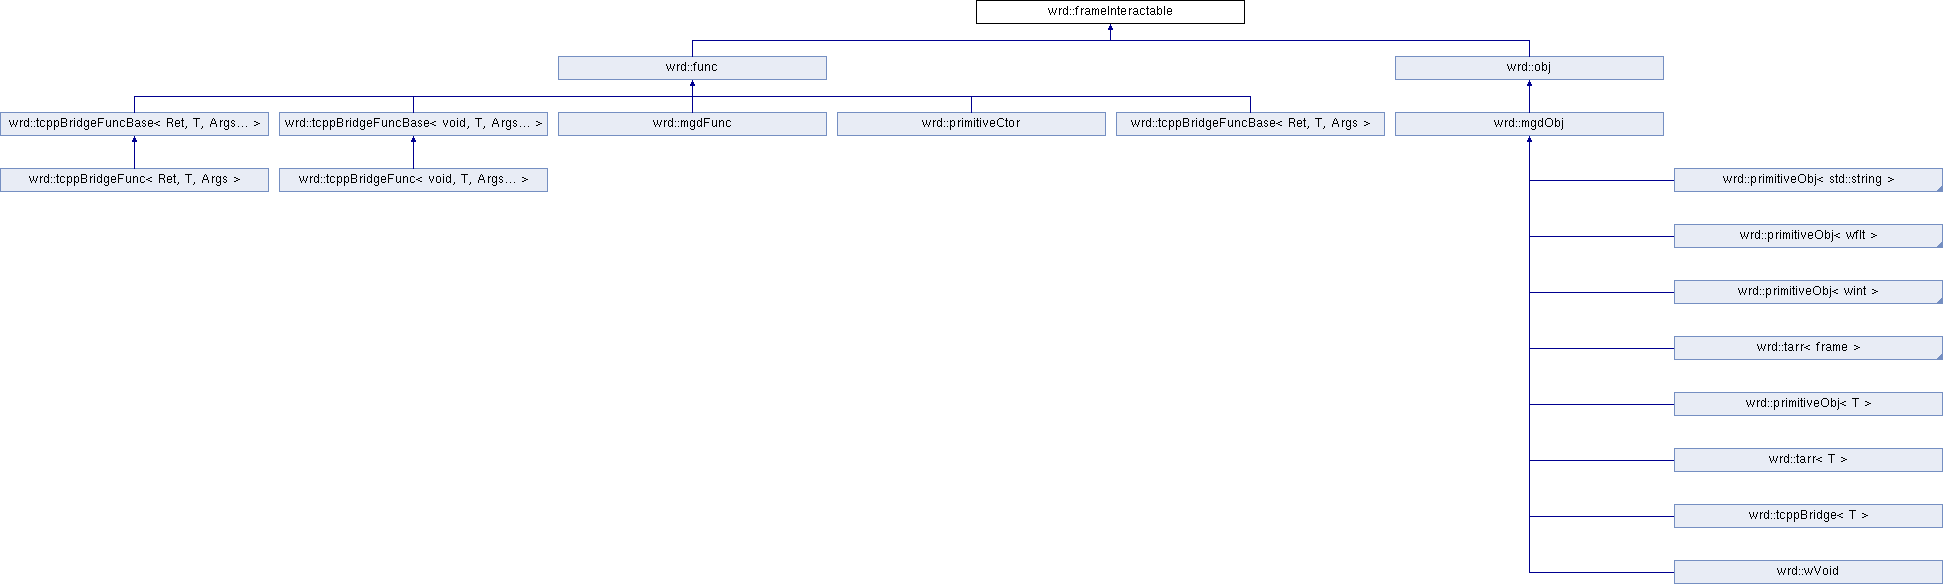 wrd::frameInteractable
wrd::func
wrd::obj
wrd::tcppBridgeFuncBase< Ret, T, Args... >
wrd::tcppBridgeFuncBase< void, T, Args... >
wrd::mgdFunc
wrd::primitiveCtor
wrd::tcppBridgeFuncBase< Ret, T, Args >
wrd::mgdObj
wrd::tcppBridgeFunc< Ret, T, Args >
wrd::tcppBridgeFunc< void, T, Args... >
wrd::primitiveObj< std::string >
wrd::primitiveObj< wflt >
wrd::primitiveObj< wint >
wrd::tarr< frame >
wrd::primitiveObj< T >
wrd::tarr< T >
wrd::tcppBridge< T >
wrd::wVoid